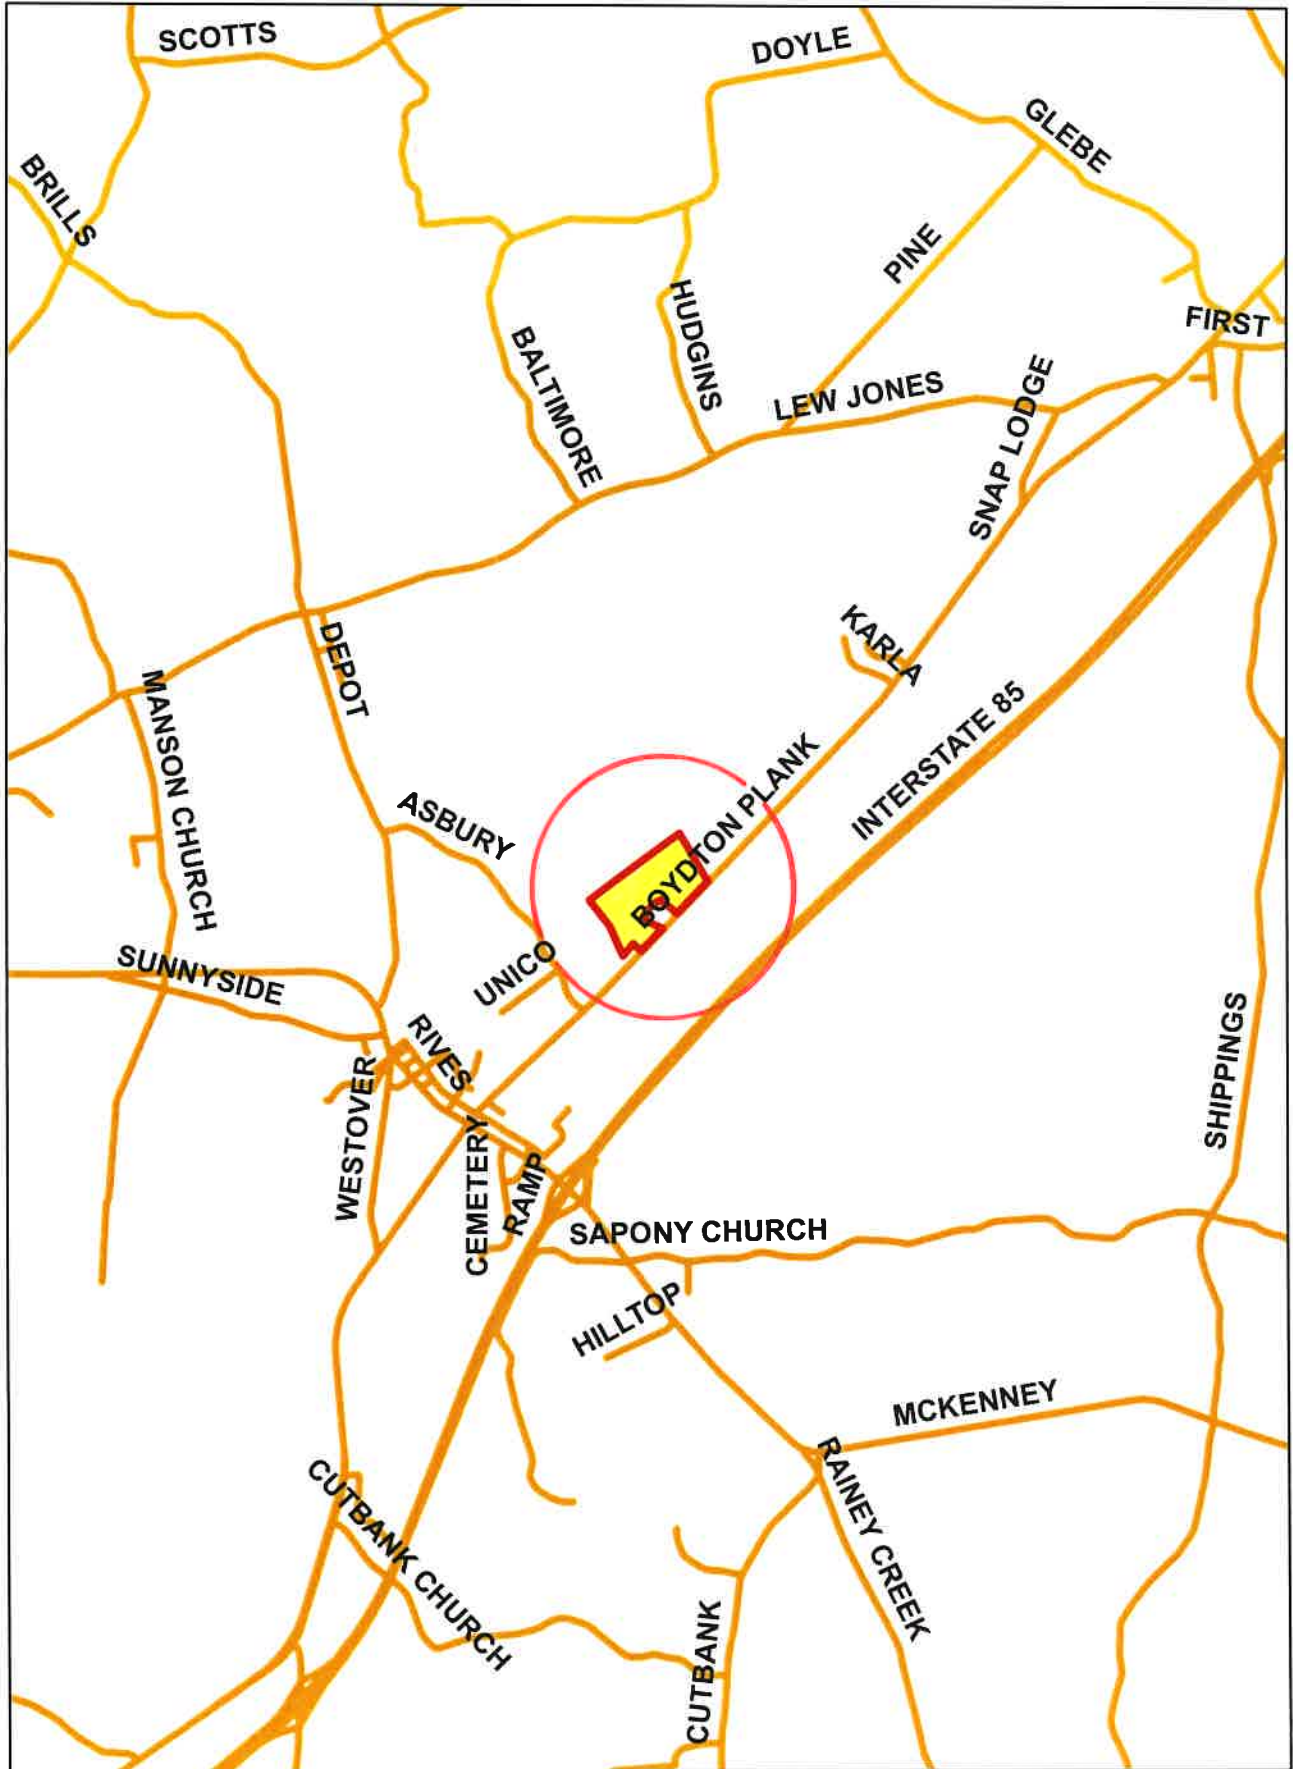 SCOTTS
DOYLE
GLEBE
BRILLS
PINE
HUDGINS
FIRST
BALTIMORE
LEW JONES
SNAP LODGE
KARLA
DEPOT
MANSON CHURCH
INTERSTATE 85
BOYDTON PLANK
ASBURY
UNICO
SUNNYSIDE
RIVES
SHIPPINGS
WESTOVER
CEMETERY
RAMP
SAPONY CHURCH
HILLTOP
MCKENNEY
RAINEY CREEK
CUTBANK CHURCH
CUTBANK